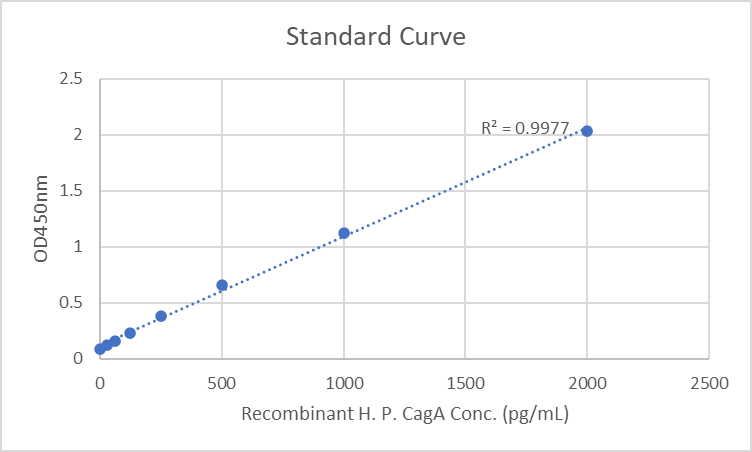 Standard Curve
2.5
2
1.5
1
0.5
0
R² = 0.9977
OD450nm
0 500 1000 1500 2000 2500
Recombinant H. P. CagA Conc. (pg/mL)